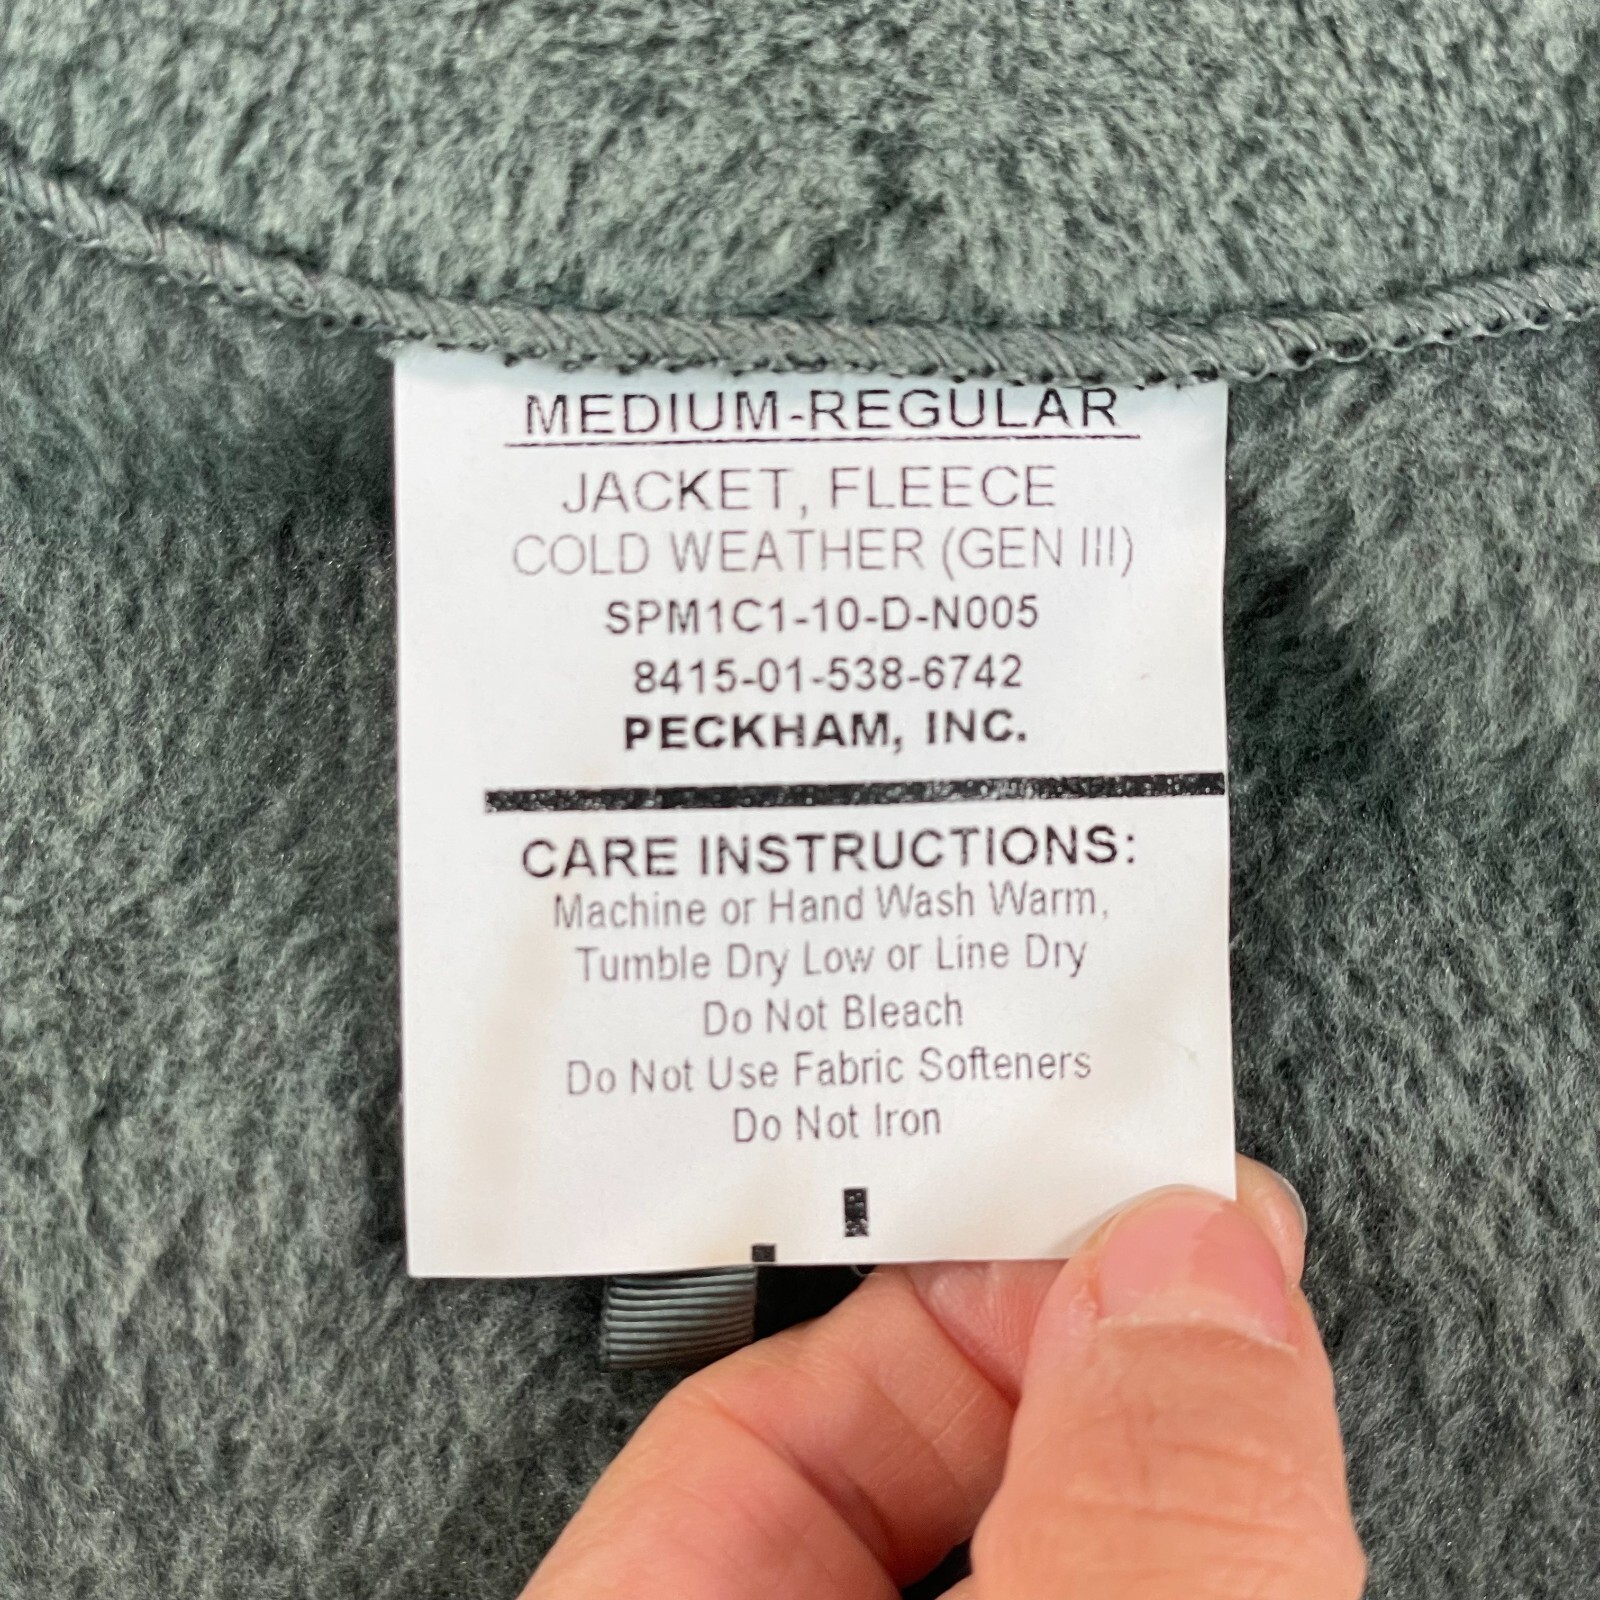 MEDIUM-REGULAR
JACKET, FLEECE
COLD WEATHER (GEN III)
SPM1C1-10-D-N005
8415-01-538-6742
PECKHAM, INC.
CARE INSTRUCTIONS:
Machine or Hand Wash Warm,
Tumble Dry Low or Line Dry
Do Not Bleach
Do Not Use Fabric Softeners
Do Not Iron